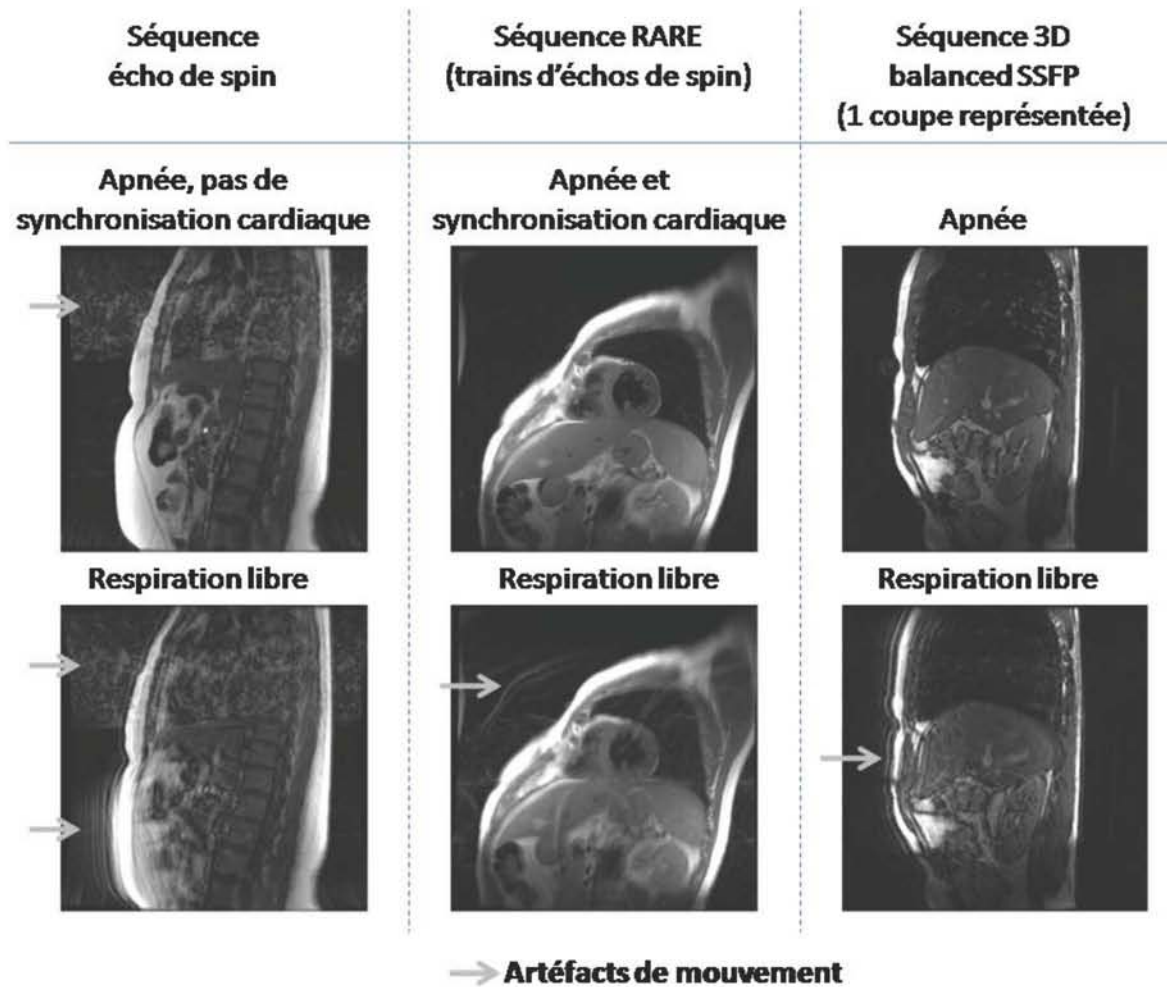 Séquence
écho de spin
Séquence RARE
(trains d'échos de spin)
Séquence 3D
balanced SSFP
(1 coupe représentée)
Apnée, pas de
synchronisation cardiaque
Apnée et
synchronisation cardiaque
Apnée
Respiration libre
Respiration libre
Respiration libre
Artéfacts de mouvement